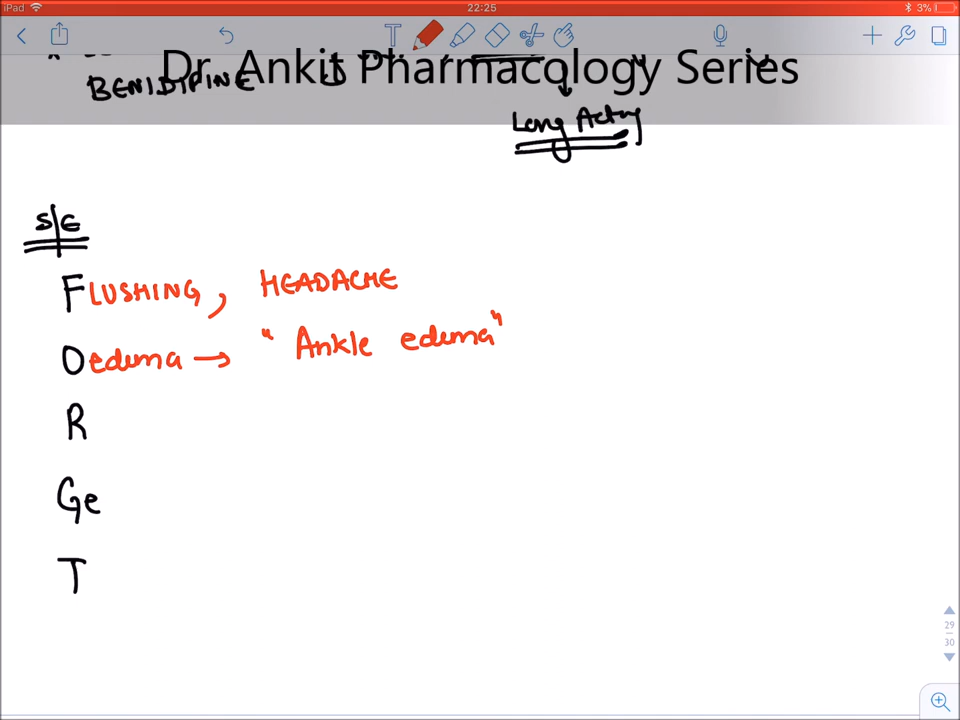 iPad 22:25 3%
T
Dr. Ankit Pharmacology Series
BENIDIPINE
Long Acting
S/E
FLUSHING, HEADACHE
Oedema → "Ankle edema"
R
Ge
T
29
30